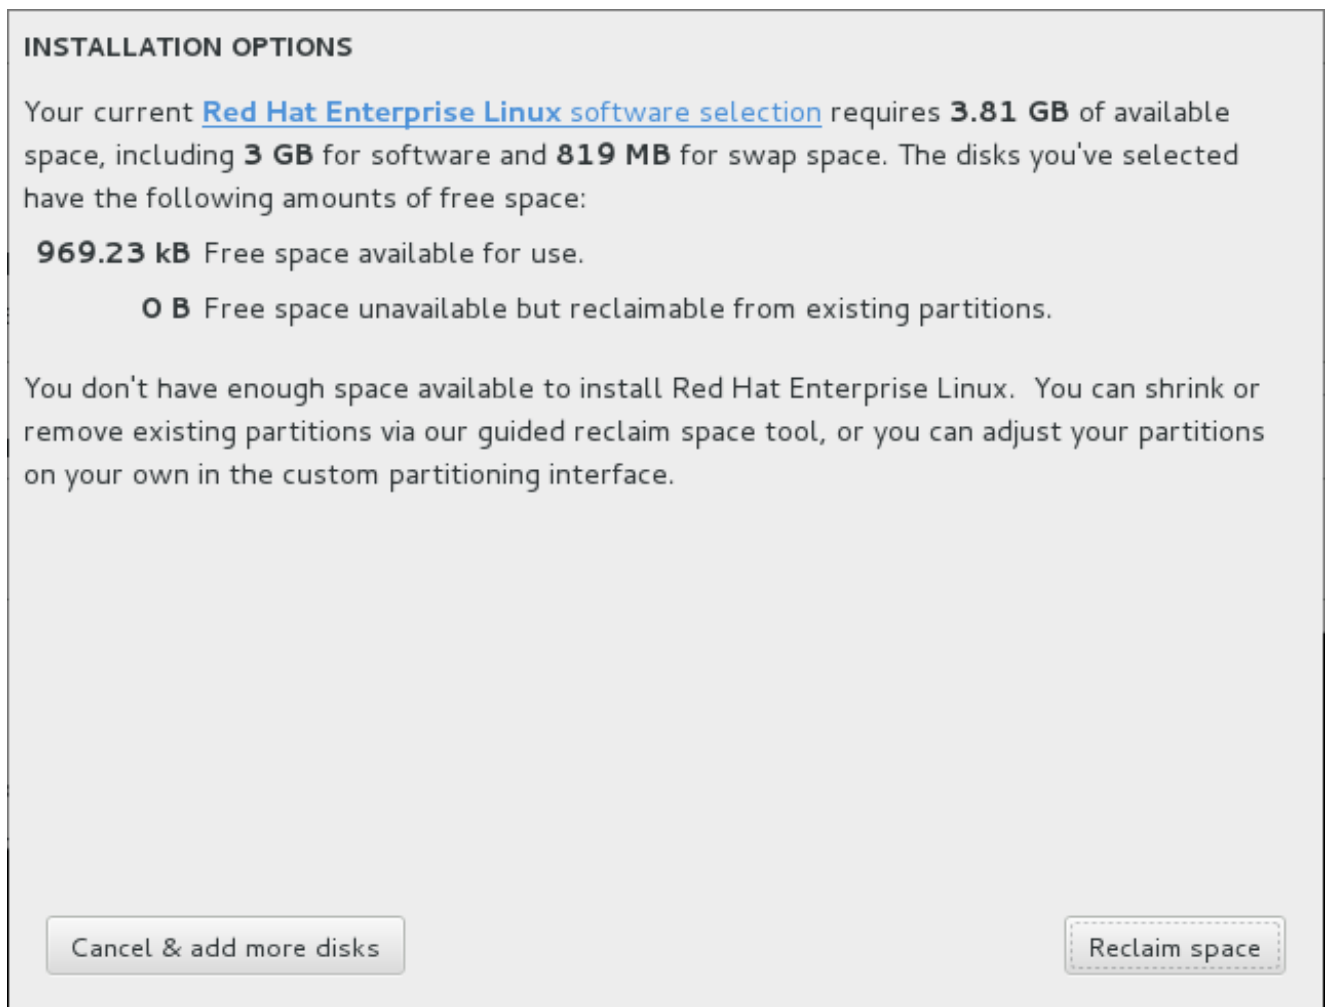 INSTALLATION OPTIONS
Your current Red Hat Enterprise Linux software selection requires 3.81 GB of available
space, including 3 GB for software and 819 MB for swap space. The disks you've selected
have the following amounts of free space:
969.23 kB Free space available for use.
0 B Free space unavailable but reclaimable from existing partitions.
You don't have enough space available to install Red Hat Enterprise Linux.  You can shrink or
remove existing partitions via our guided reclaim space tool, or you can adjust your partitions
on your own in the custom partitioning interface.
Cancel & add more disks
Reclaim space